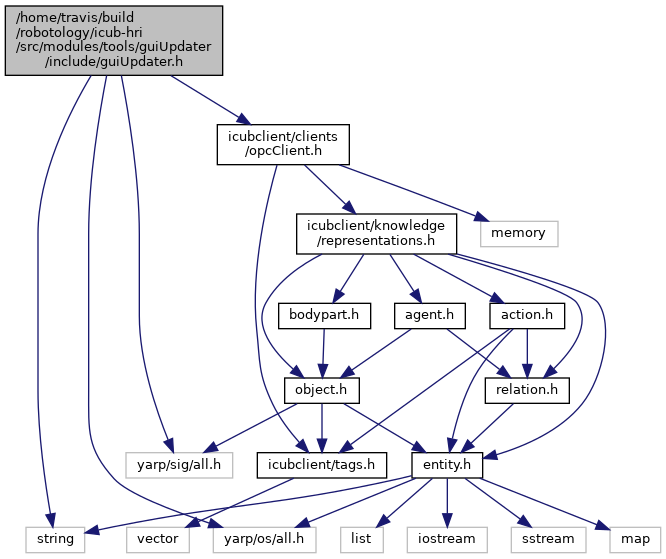 /home/travis/build
/robotology/icub-hri
/src/modules/tools/guiUpdater
/include/guiUpdater.h
icubclient/clients
/opcClient.h
icubclient/knowledge
/representations.h
memory
bodypart.h
agent.h
action.h
object.h
relation.h
yarp/sig/all.h
icubclient/tags.h
entity.h
string
vector
yarp/os/all.h
list
iostream
sstream
map